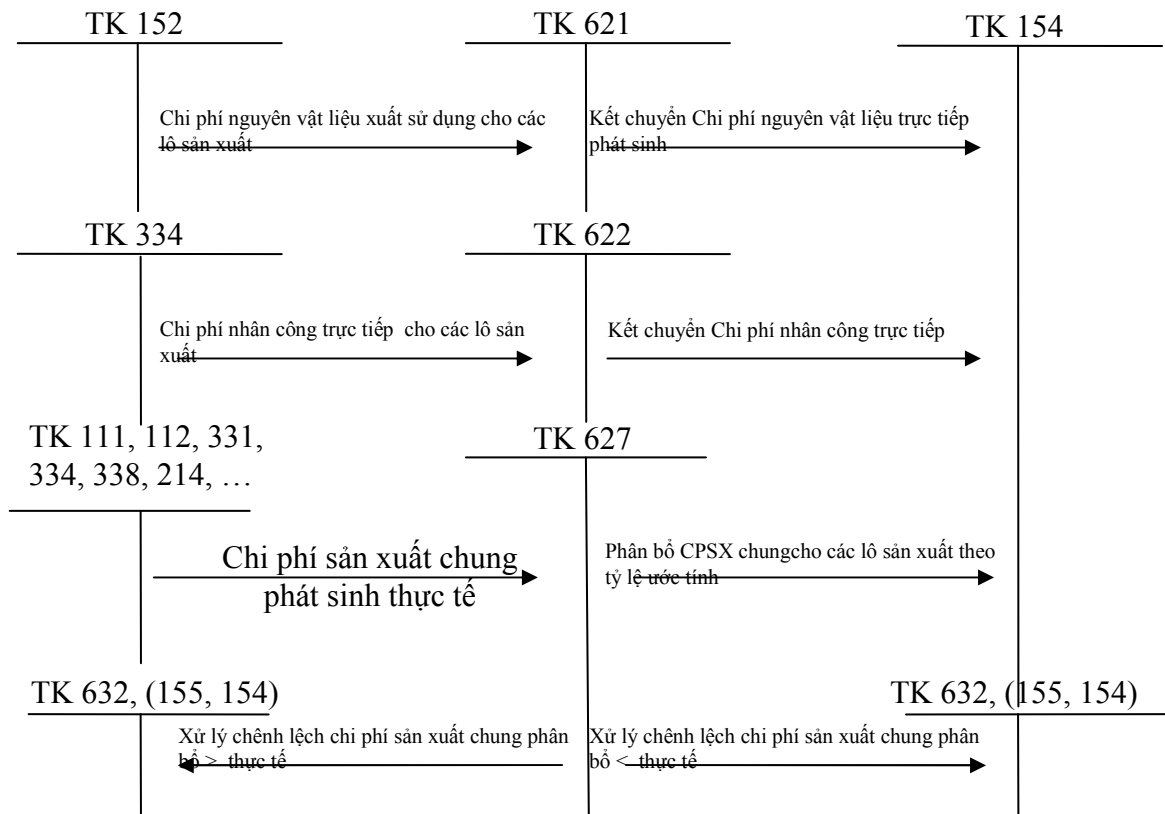 TK 152
TK 621
TK 154
Chi phí nguyên vật liệu xuất sử dụng cho các
lô sản xuất
Kết chuyển Chi phí nguyên vật liệu trực tiếp
phát sinh
TK 334
TK 622
Chi phí nhân công trực tiếp cho các lô sản
xuất
Kết chuyển Chi phí nhân công trực tiếp
TK 111, 112, 331,
334, 338, 214, …
TK 627
Chi phí sản xuất chung
phát sinh thực tế
Phân bổ CPSX chungcho các lô sản xuất theo
tỷ lệ ước tính
TK 632, (155, 154)
TK 632, (155, 154)
Xử lý chênh lệch chi phí sản xuất chung phân
bổ > thực tế
Xử lý chênh lệch chi phí sản xuất chung phân
bổ < thực tế